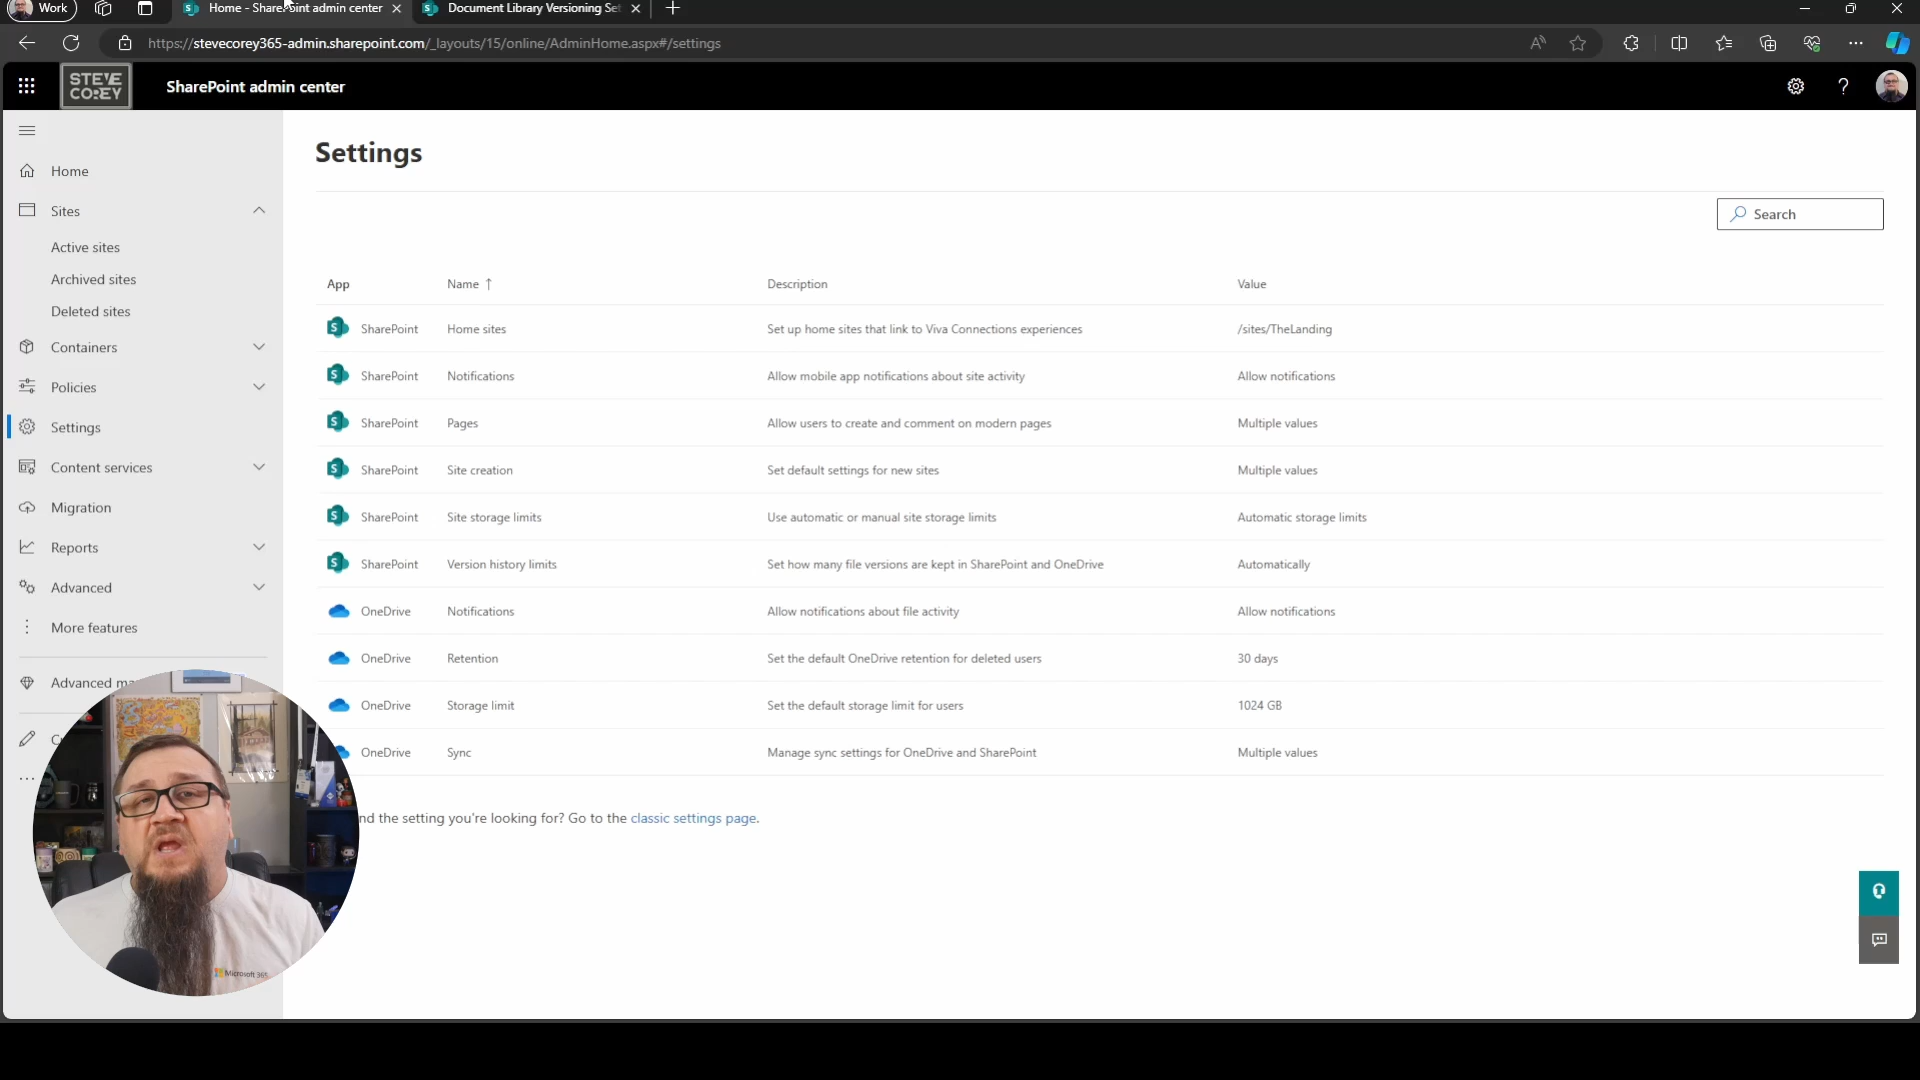 Work
Home - SharePoint admin center
Document Library Versioning Set
https://stevecorey365-admin.sharepoint.com/_layouts/15/online/AdminHome.aspx#/settings
STEVE
COREY
SharePoint admin center
Home
Sites
Active sites
Archived sites
Deleted sites
Containers
Policies
Settings
Content services
Migration
Reports
Advanced
More features
Advanced ma
Settings
Search
App Name ↑ Description Value
SharePoint Home sites Set up home sites that link to Viva Connections experiences /sites/TheLanding
SharePoint Notifications Allow mobile app notifications about site activity Allow notifications
SharePoint Pages Allow users to create and comment on modern pages Multiple values
SharePoint Site creation Set default settings for new sites Multiple values
SharePoint Site storage limits Use automatic or manual site storage limits Automatic storage limits
SharePoint Version history limits Set how many file versions are kept in SharePoint and OneDrive Automatically
OneDrive Notifications Allow notifications about file activity Allow notifications
OneDrive Retention Set the default OneDrive retention for deleted users 30 days
OneDrive Storage limit Set the default storage limit for users 1024 GB
OneDrive Sync Manage sync settings for OneDrive and SharePoint Multiple values
nd the setting you're looking for? Go to the classic settings page.
Microsoft 365